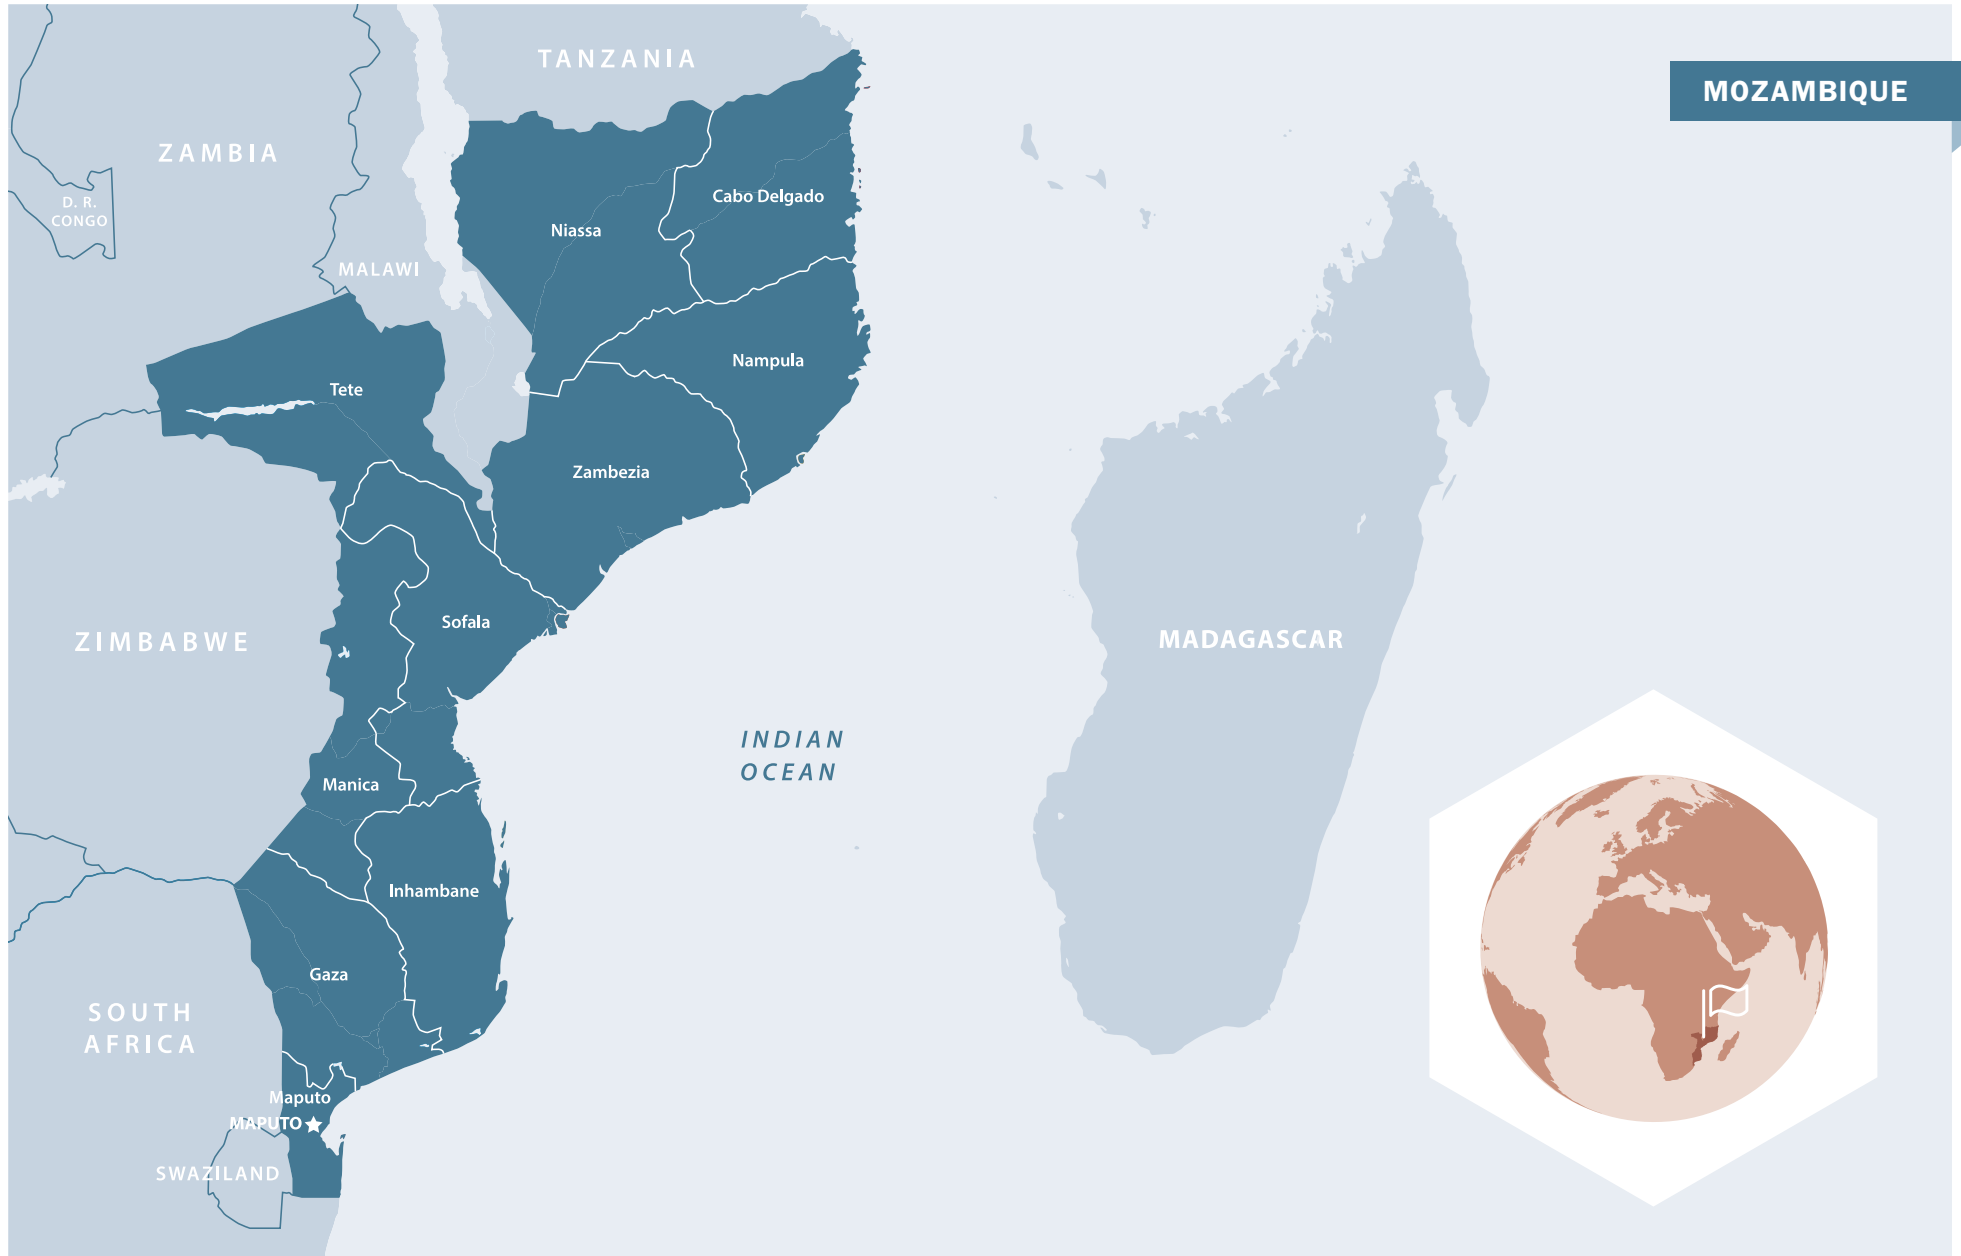 TANZANIA
MOZAMBIQUE
ZAMBIA
Cabo Delgado
D. R.
CONGO
Niassa
MALAWI
Nampula
Tete
Zambezia
Sofala
ZIMBABWE
MADAGASCAR
INDIAN
OCEAN
Manica
Inhambane
Gaza
SOUTH
AFRICA
Maputo
MAPUTO
SWAZILAND